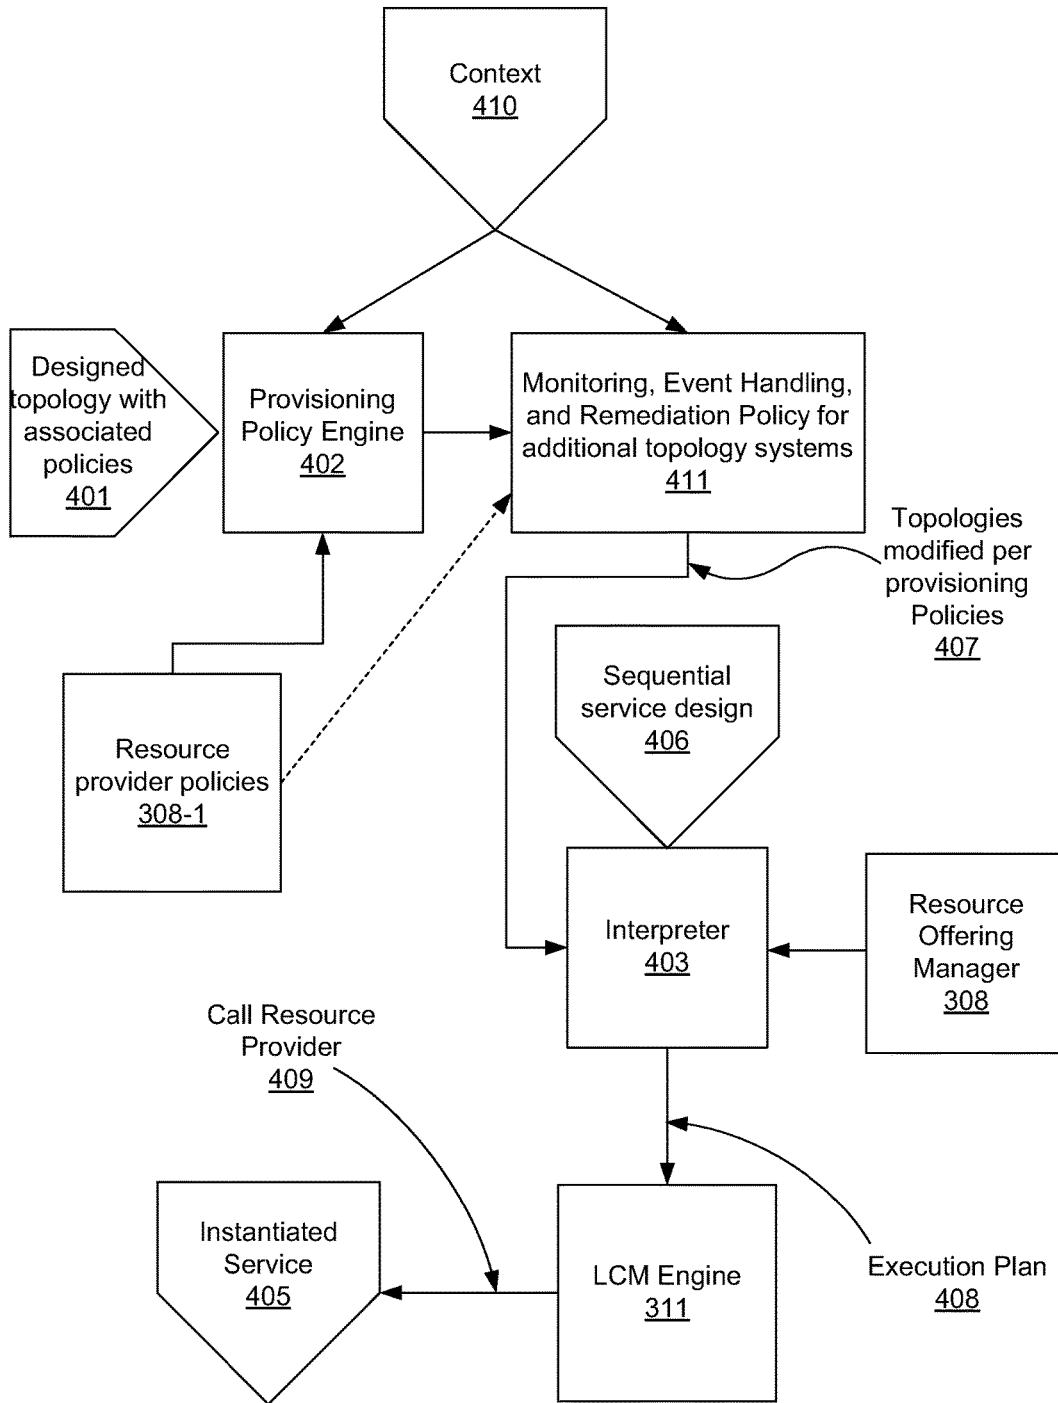 Context
410
Designed
topology with
associated
policies
401
Provisioning
Policy Engine
402
Monitoring, Event Handling,
and Remediation Policy for
additional topology systems
411
Topologies
modified per
provisioning
Policies
407
Sequential
service design
406
Resource
provider policies
308-1
Interpreter
403
Resource
Offering
Manager
308
Call Resource
Provider
409
Instantiated
Service
405
LCM Engine
311
Execution Plan
408